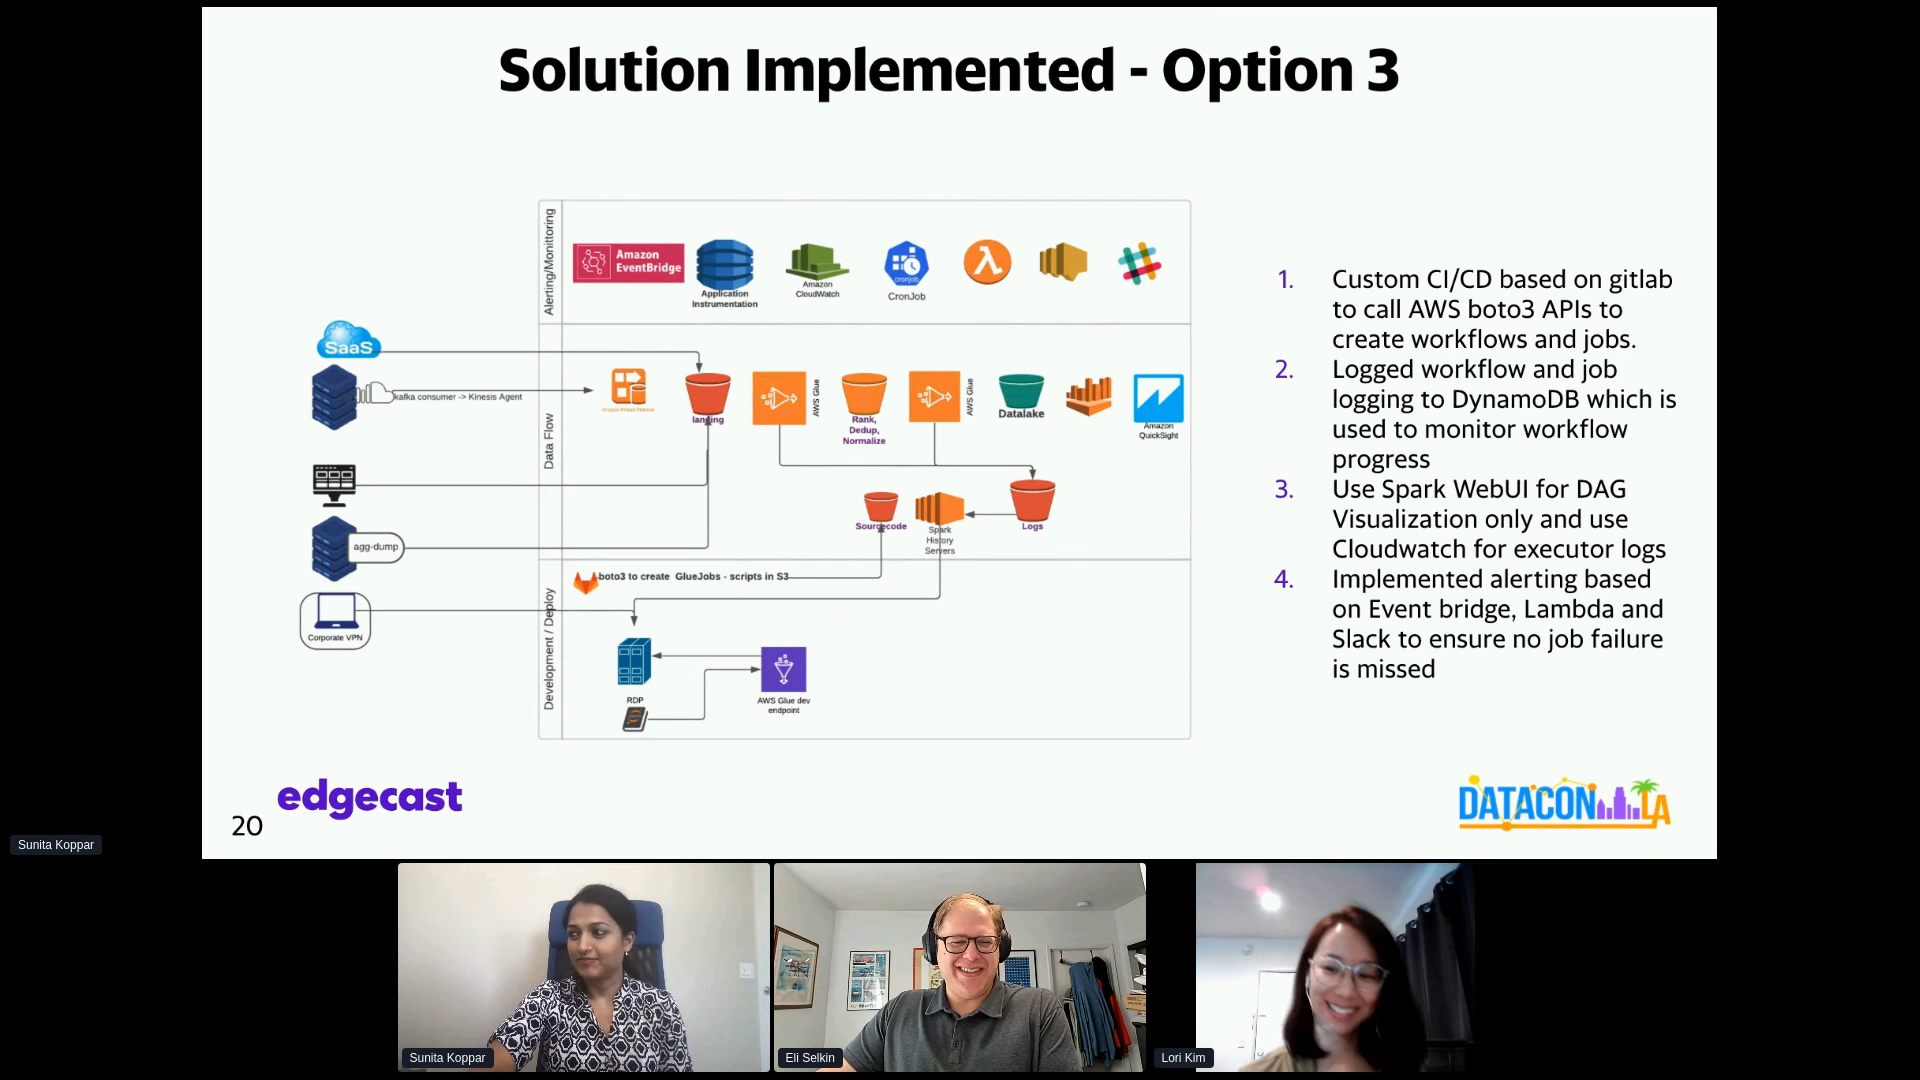 Solution Implemented - Option 3
Alerting/Monittoring
Amazon
EventBridge
Application
Instrumentation
Amazon
CloudWatch
cronjob
CronJob
SaaS
kafka consumer -> Kinesis Agent
Data Flow
landing
AWS Glue
Rank,
Dedup,
Normalize
AWS Glue
Datalake
Amazon
QuickSight
Sourcecode
Spark
History
Servers
Logs
agg-dump
Corporate VPN
Development / Deploy
boto3 to create GlueJobs - scripts in S3
RDP
AWS Glue dev
endpoint
1. Custom CI/CD based on gitlab
to call AWS boto3 APIs to
create workflows and jobs.
2. Logged workflow and job
logging to DynamoDB which is
used to monitor workflow
progress
3. Use Spark WebUI for DAG
Visualization only and use
Cloudwatch for executor logs
4. Implemented alerting based
on Event bridge, Lambda and
Slack to ensure no job failure
is missed
edgecast
20
DATACON LA
Sunita Koppar
Sunita Koppar
Eli Selkin
Lori Kim